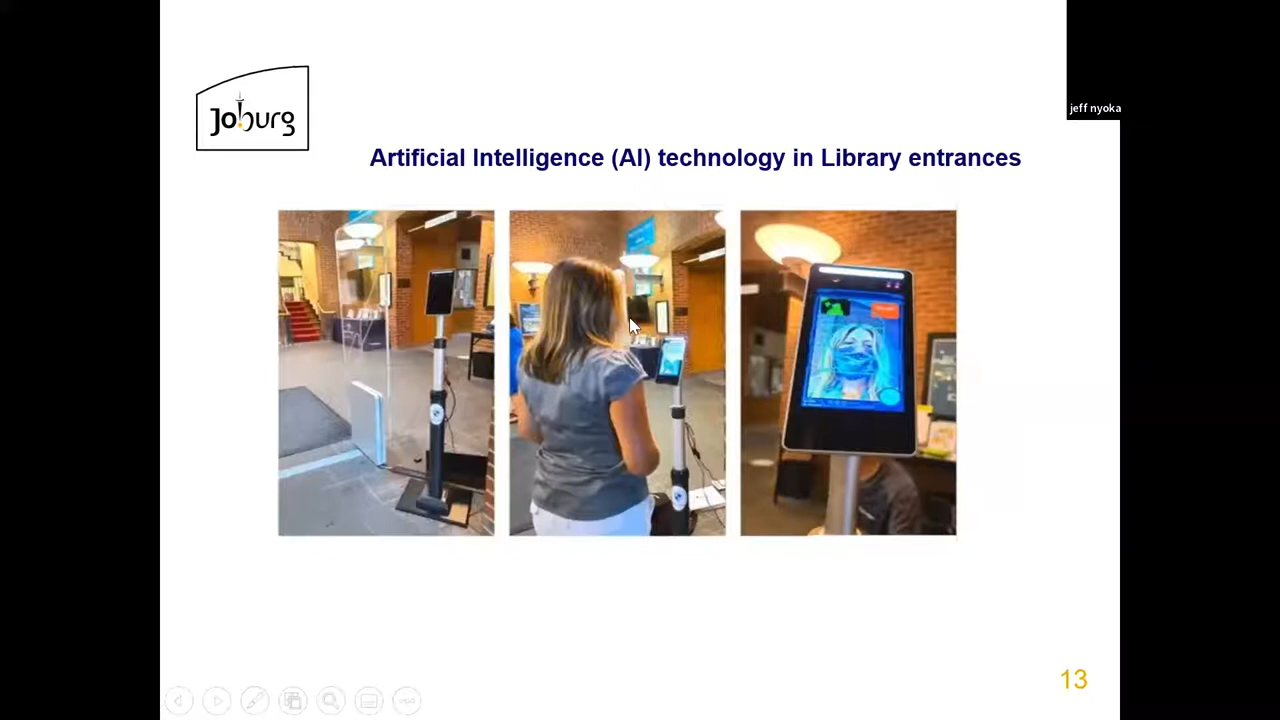 jeff nyoka
Joburg
Artificial Intelligence (AI) technology in Library entrances
13